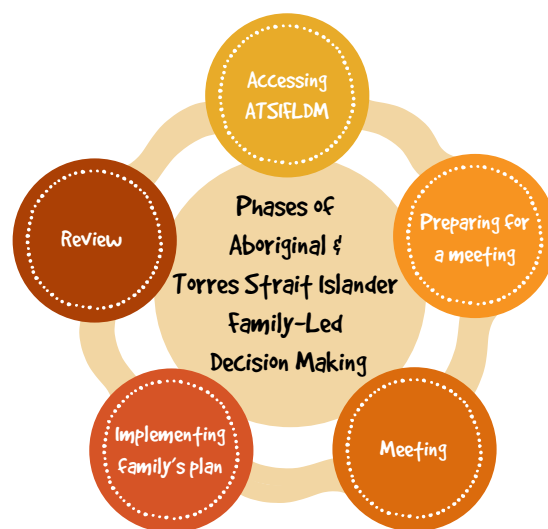 Accessing
ATSIFLDM
Phases of
Aboriginal &
Torres Strait Islander
Family-Led
Decision Making
Preparing for
a meeting
Meeting
Implementing
family's plan
Review